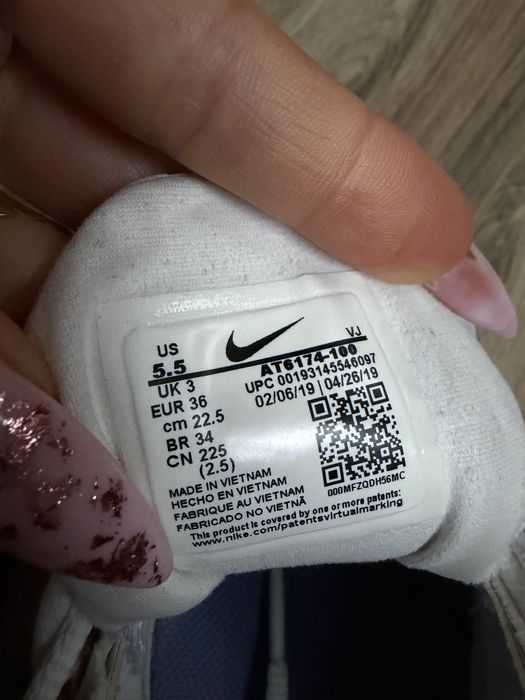 US
5.5
VJ
AT6174-100
UPC 00193145546097
02/06/19 | 04/26/19
UK 3
EUR 36
cm 22.5
BR 34
CN 225
(2.5)
MADE IN VIETNAM
HECHO EN VIETNAM
FABRIQUE AU VIETNAM
FABRICADO NO VIETNÃ
000MFZQDH56MC
This product is covered by one or more patents:
www.nike.com/patentsvirtualmarking